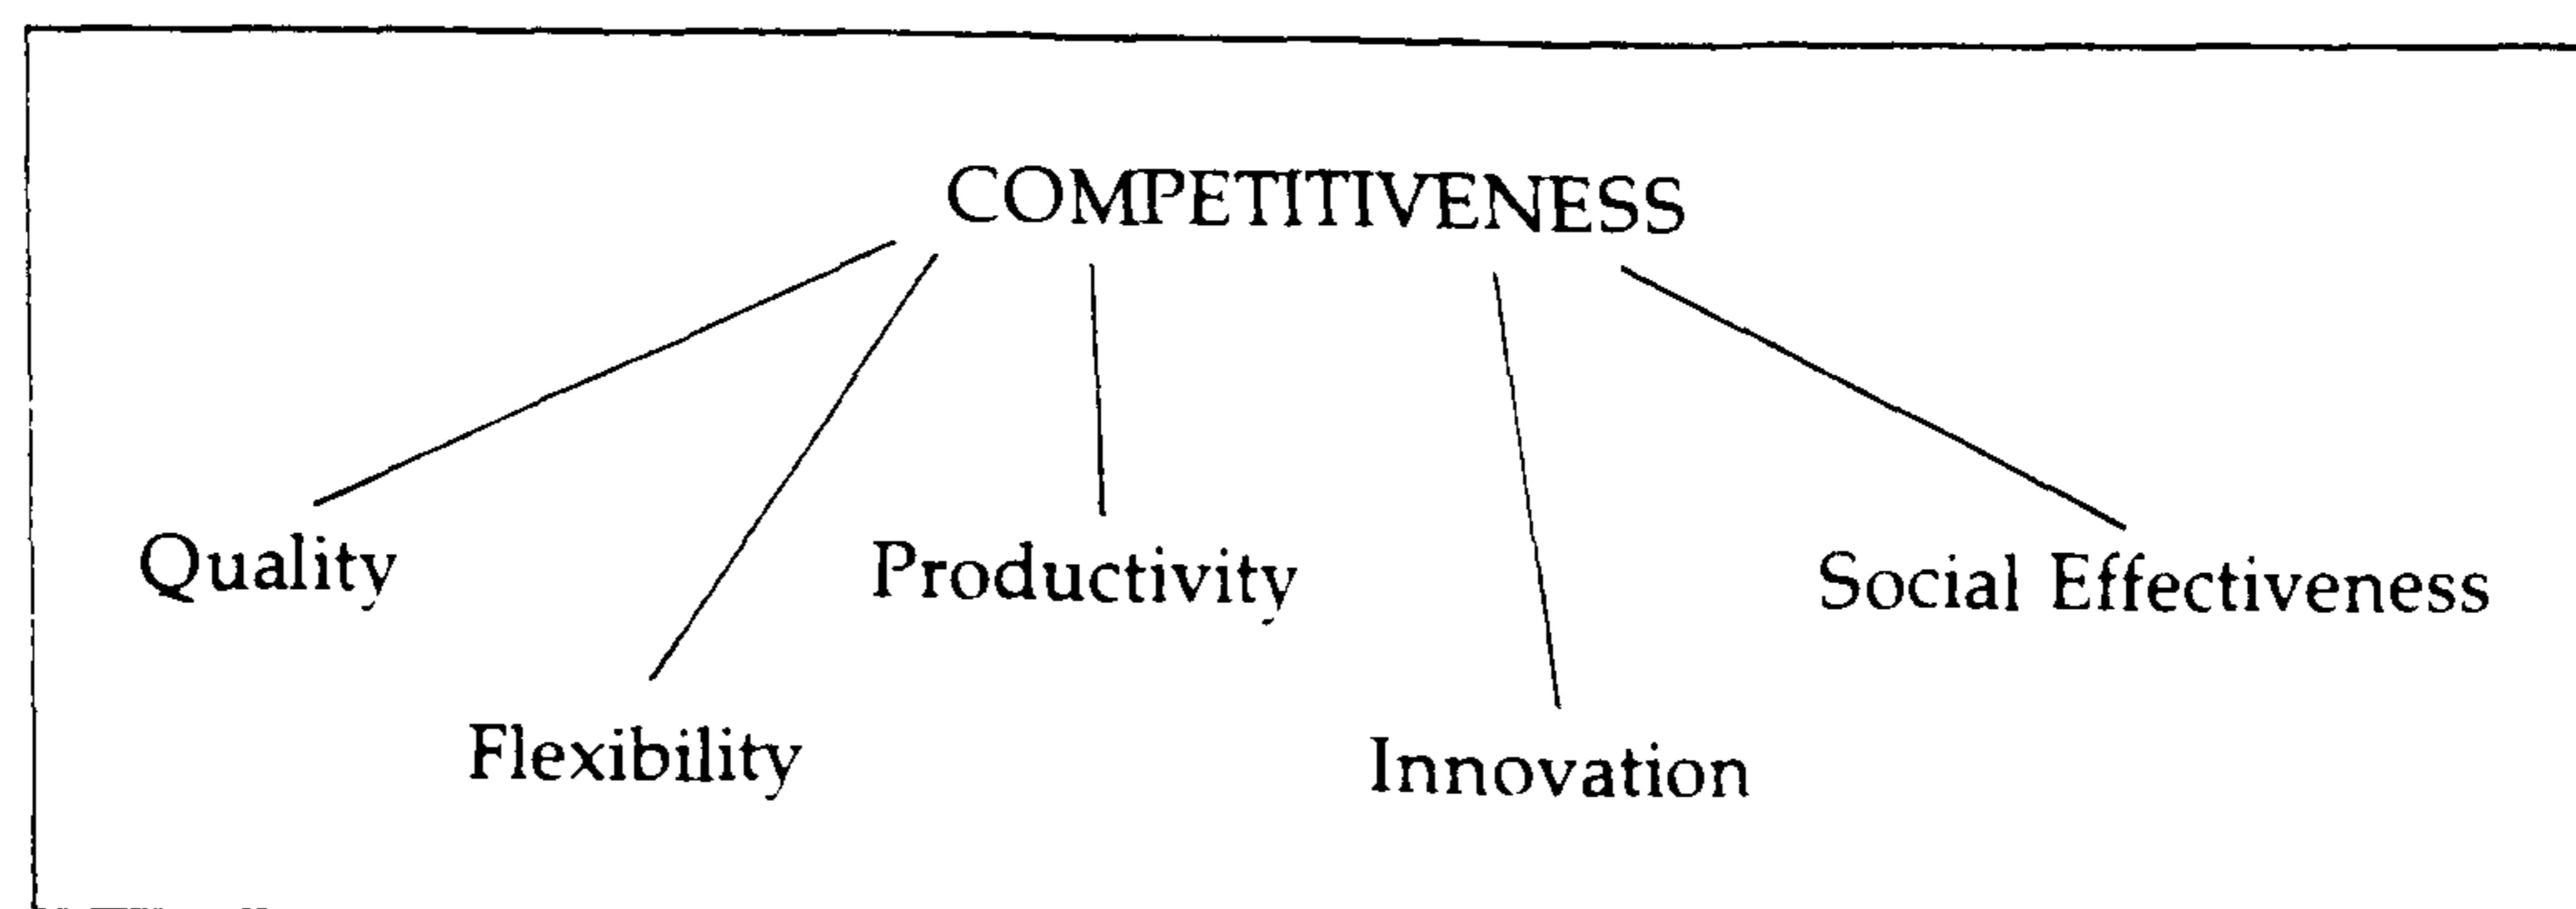 COMPETITIVENESS
Quality
Productivity
Social Effectiveness
Flexibility
Innovation